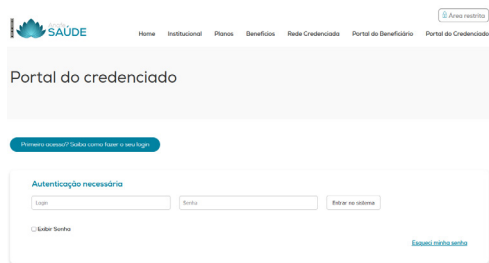 Área restrita
SAÚDE
Home Institucional Planos Benefícios Rede Credenciada Portal do Beneficiário Portal do Credenciado
Portal do credenciado
Primeiro acesso? Saiba como fazer o seu login
Autenticação necessária
Login Senha Entrar no sistema
Exibir Senha
Esqueci minha senha